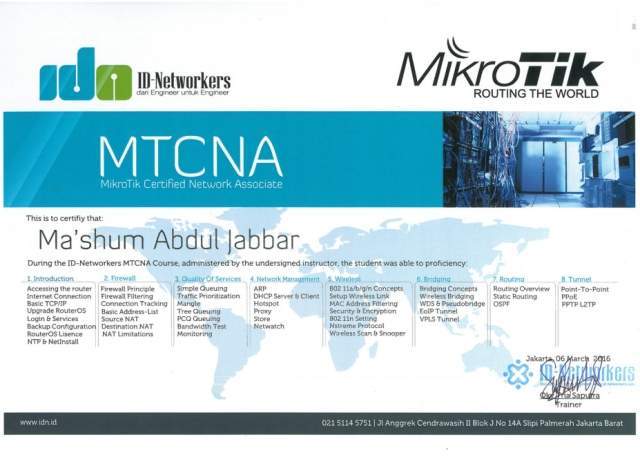 ID-Networkers
dari Engineer untuk Engineer
MikroTik
ROUTING THE WORLD
MTCNA
MikroTik Certified Network Associate
This is to certifiy that:
Ma'shum Abdul Jabbar
During the ID-Networkers MTCNA Course, administered by the undersigned instructor, the student was able to proficiency:
1. Introduction
Accessing the router
Internet Connection
Basic TCP/IP
Upgrade RouterOS
Login & Services
Backup Configuration
RouterOS Lisence
NTP & NetInstall
2. Firewall
Firewall Principle
Firewall Filtering
Connection Tracking
Basic Address-List
Source NAT
Destination NAT
NAT Limitations
3. Quality Of Services
Simple Queuing
Traffic Prioritization
Mangle
Tree Queuing
PCQ Queuing
Bandwidth Test
Monitoring
4. Network Management
ARP
DHCP Server & Client
Hotspot
Proxy
Store
Netwatch
5. Wireless
802.11a/b/g/n Concepts
Setup Wireless Link
MAC Address Filtering
Security & Encryption
802.11n Setting
Nstreme Protocol
Wireless Scan & Snooper
6. Bridging
Bridging Concepts
Wireless Bridging
WDS & Pseudobridge
EoIP Tunnel
VPLS Tunnel
7. Routing
Routing Overview
Static Routing
OSPF
8. Tunnel
Point-To-Point
PPoE
PPTP L2TP
Jakarta, 06 March 2016
ID-Networkers
Saputra
Trainer
www.idn.id
021 5114 5751 | Jl Anggrek Cendrawasih II Blok J No 14A Slipi Palmerah Jakarta Barat